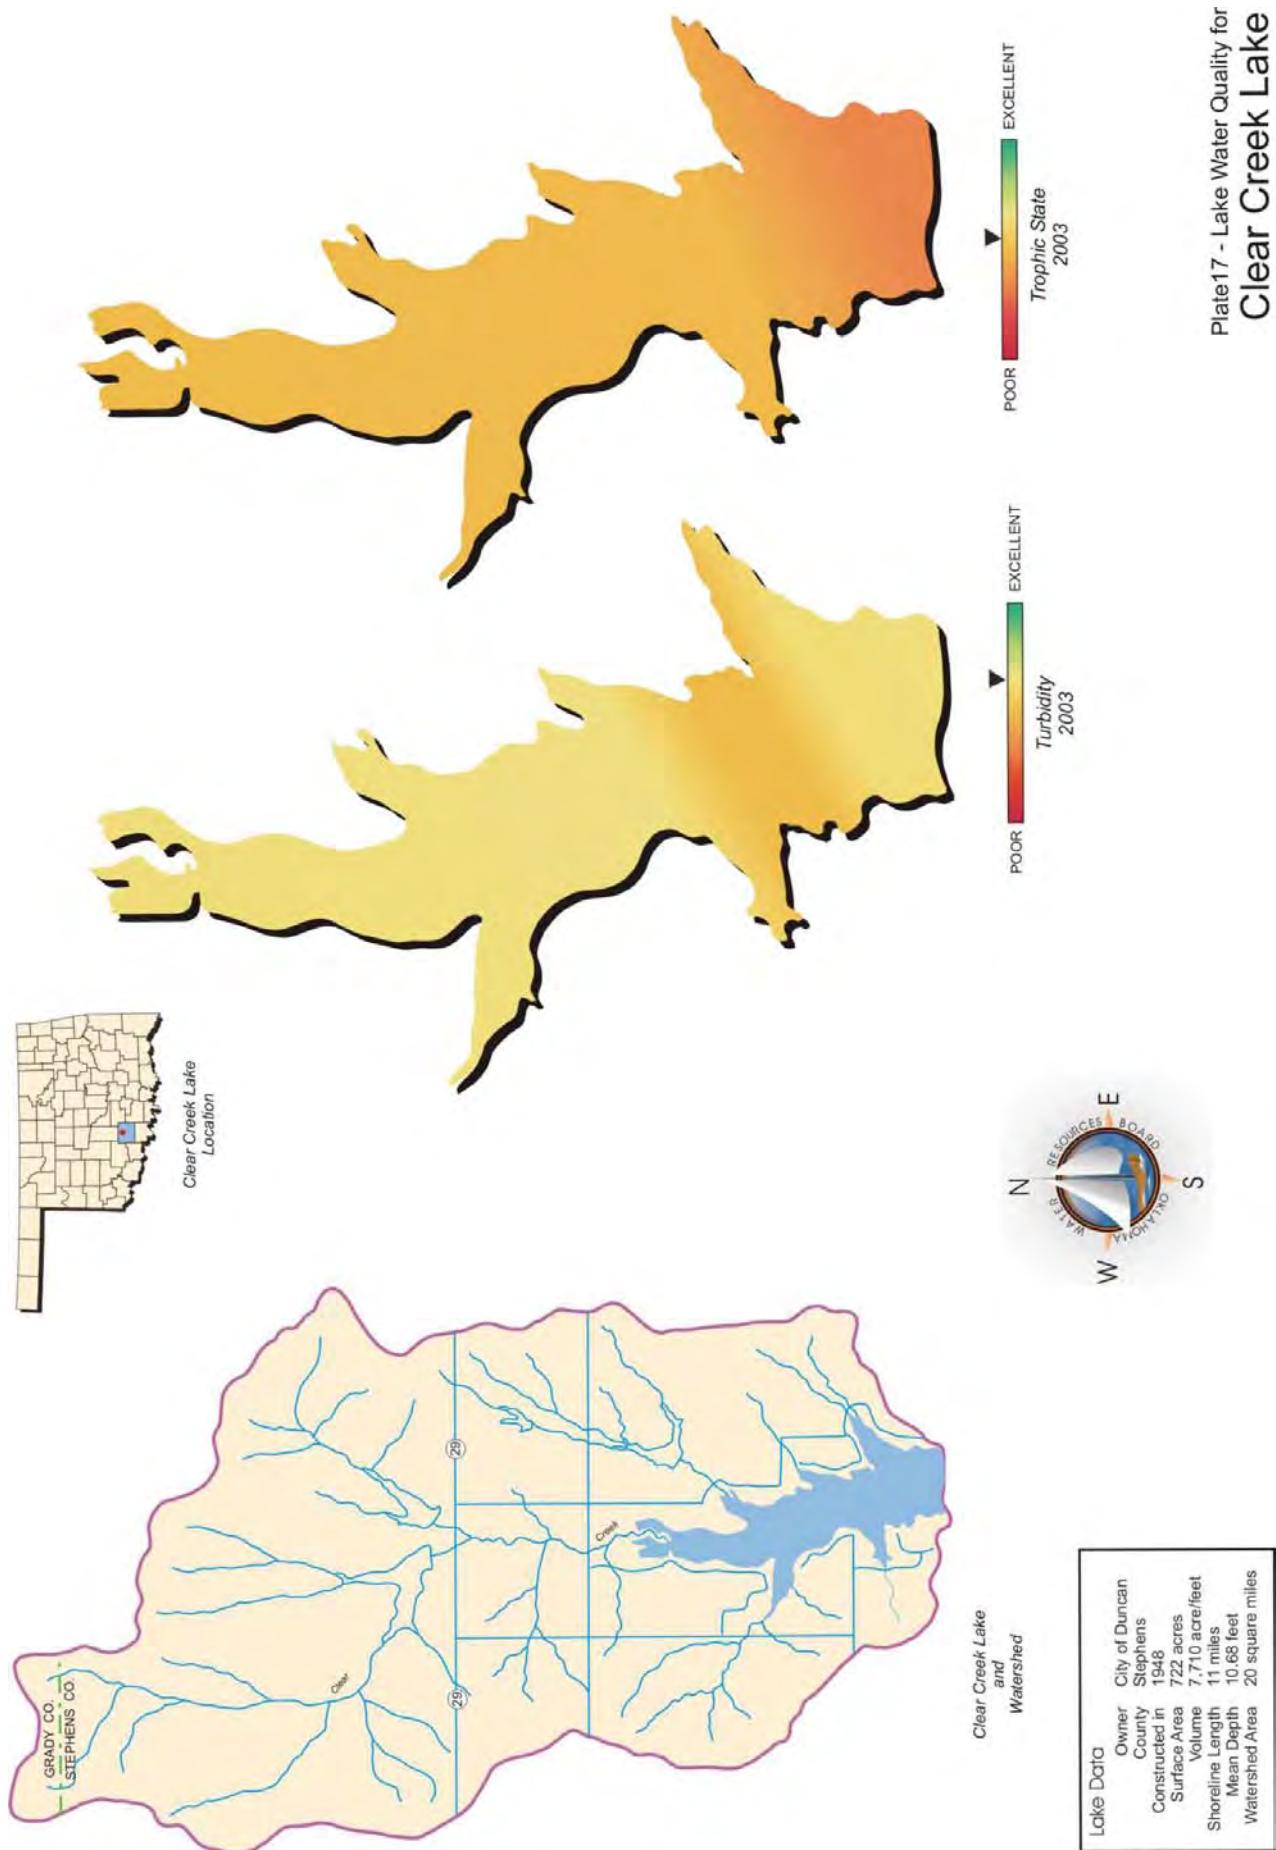 Plate17 - Lake Water Quality for
Clear Creek Lake
GRADY CO.
STEPHENS CO.
Clear
29
29
Creek
Clear Creek Lake
and
Watershed
Clear Creek Lake
Location
POOR
EXCELLENT
Turbidity
2003
POOR
EXCELLENT
Trophic State
2003
Lake Data
Owner City of Duncan
County Stephens
Constructed in 1948
Surface Area 722 acres
Volume 7,710 acre/feet
Shoreline Length 11 miles
Mean Depth 10.68 feet
Watershed Area 20 square miles
N
W
E
S
OKLAHOMA WATER RESOURCES BOARD